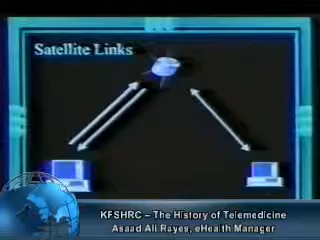 Satellite Links
KFSHRC – The History of Telemedicine
Asaad Ali Rayes, eHealth Manager